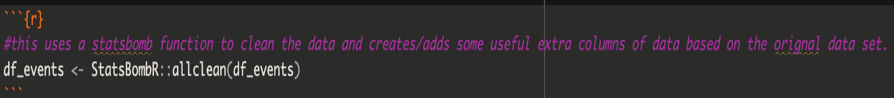 ```{r}
#this uses a statsbomb function to clean the data and creates/adds some useful extra columns of data based on the orignal data set.
df_events <- StatsBombR::allclean(df_events)
```